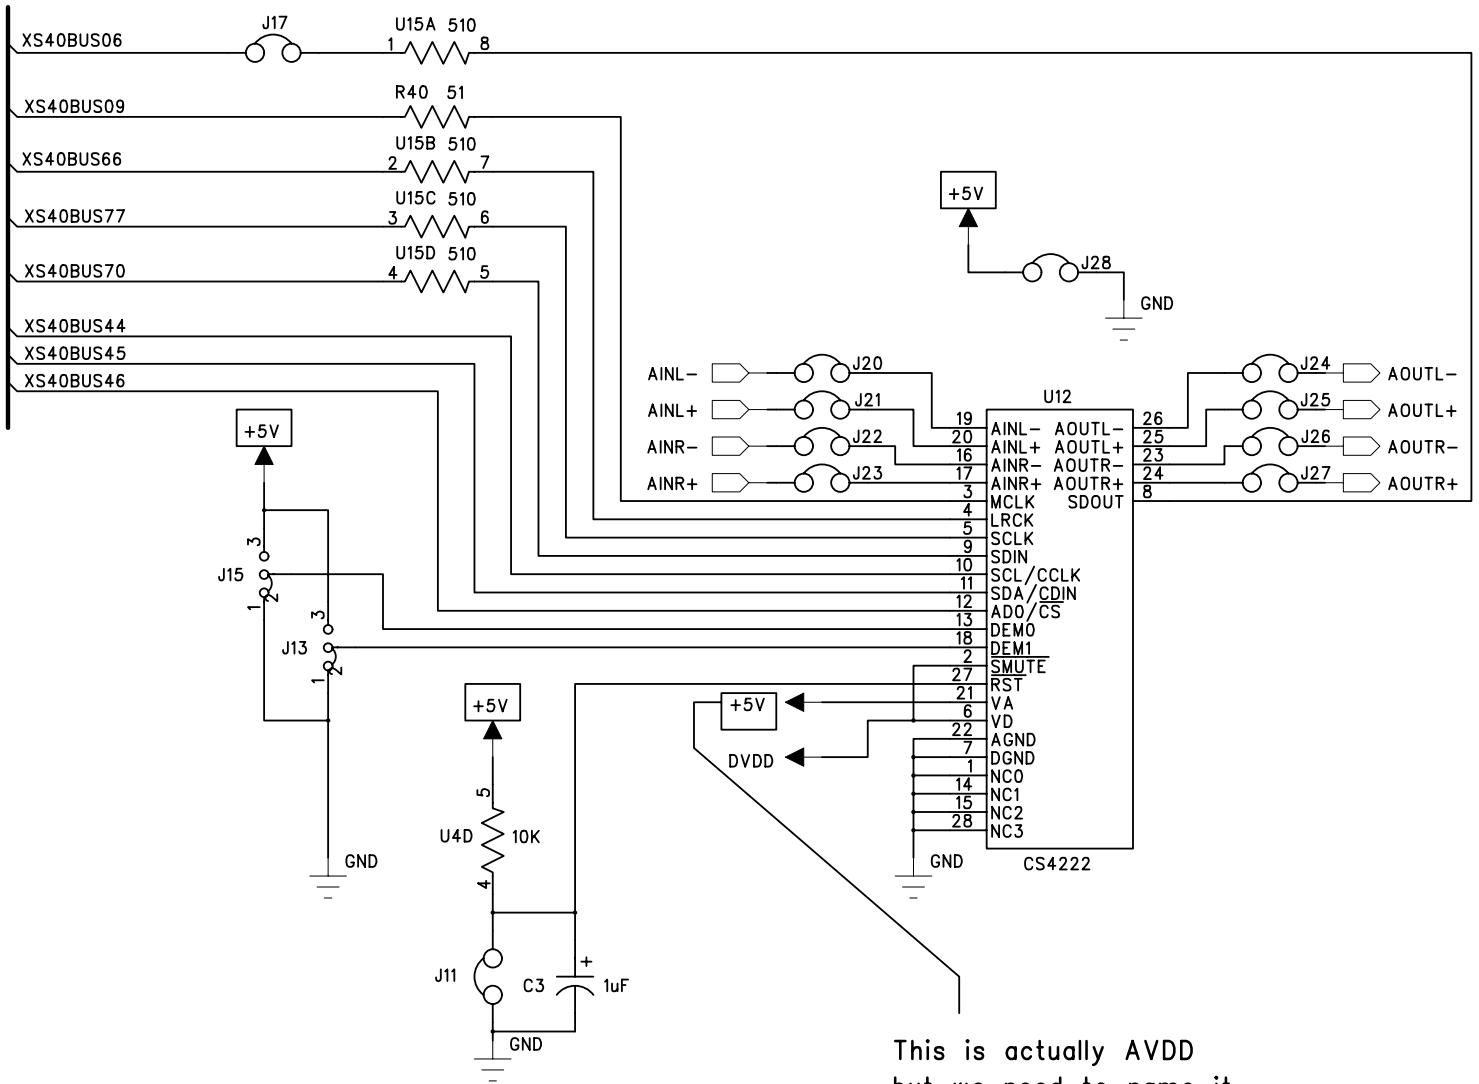 J17
U15A 510
XS40BUS06
1
8
R40 51
XS40BUS09
U15B 510
XS40BUS66
2
7
U15C 510
XS40BUS77
3
6
U15D 510
XS40BUS70
4
5
+5V
J28
GND
XS40BUS44
XS40BUS45
XS40BUS46
AINL-
J20
J24
AOUTL-
AINL+
J21
J25
AOUTL+
AINR-
J22
J26
AOUTR-
AINR+
J23
J27
AOUTR+
U12
19 AINL- AOUTL- 26
20 AINL+ AOUTL+ 25
16 AINR- AOUTR- 23
17 AINR+ AOUTR+ 24
3 MCLK SDOUT 8
4 LRCK
5 SCLK
9 SDIN
10 SCL/CCLK
11 SDA/CDIN
12 AD0/CS
13 DEM0
18 DEM1
2 SMUTE
27 RST
21 VA
6 VD
22 AGND
7 DGND
1 NC0
14 NC1
15 NC2
28 NC3
CS4222
GND
+5V
3
J15
1
2
3
J13
1
2
GND
+5V
DVDD
+5V
5
U4D 10K
4
J11
C3
+
1uF
GND
This is actually AVDD
but we need to name it